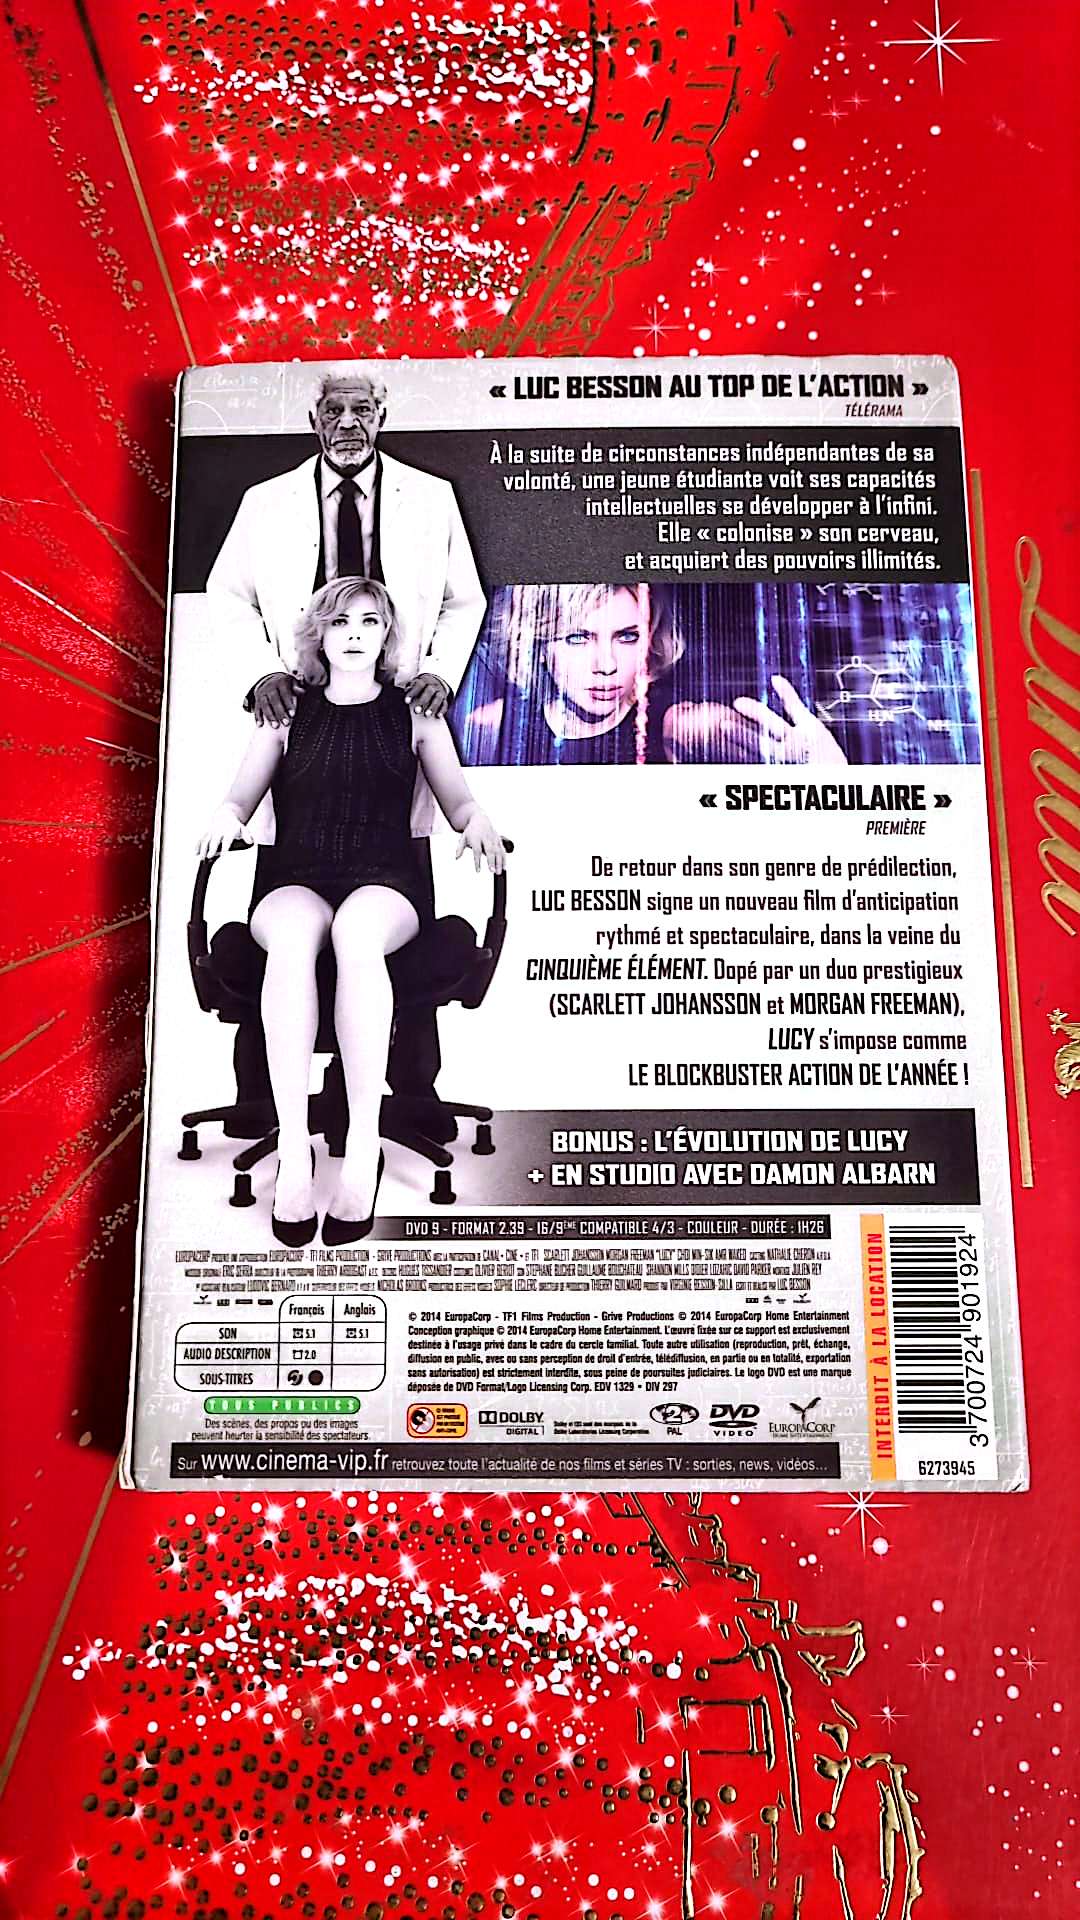 « LUC BESSON AU TOP DE L'ACTION »
TÉLÉRAMA
À la suite de circonstances indépendantes de sa
volonté, une jeune étudiante voit ses capacités
intellectuelles se développer à l'infini.
Elle « colonise » son cerveau,
et acquiert des pouvoirs illimités.
« SPECTACULAIRE »
PREMIÈRE
De retour dans son genre de prédilection,
LUC BESSON signe un nouveau film d'anticipation
rythmé et spectaculaire, dans la veine du
CINQUIÈME ÉLÉMENT. Dopé par un duo prestigieux
(SCARLETT JOHANSSON et MORGAN FREEMAN),
LUCY s'impose comme
LE BLOCKBUSTER ACTION DE L'ANNÉE !
BONUS : L'ÉVOLUTION DE LUCY
+ EN STUDIO AVEC DAMON ALBARN
DVD 9 - FORMAT 2.39 - 16/9ÈME COMPATIBLE 4/3 - COULEUR - DURÉE : 1H26
Français Anglais
SON 5.1 5.1
AUDIO DESCRIPTION 2.0
SOUS-TITRES
TOUS PUBLICS
Des scènes, des propos ou des images
peuvent heurter la sensibilité des spectateurs.
© 2014 EuropaCorp - TF1 Films Production - Grive Productions © 2014 EuropaCorp Home Entertainment
Conception graphique © 2014 EuropaCorp Home Entertainment. L'œuvre fixée sur ce support est exclusivement
destinée à l'usage privé dans le cadre du cercle familial. Toute autre utilisation (reproduction, prêt, échange,
diffusion en public, avec ou sans perception de droit d'entrée, télédiffusion, en partie ou en totalité, exportation
sans autorisation) est strictement interdite, sous peine de poursuites judiciaires. Le logo DVD est une marque
déposée de DVD Format/Logo Licensing Corp. EDV 1329 - DIV 297
DOLBY
DIGITAL
2
PAL
DVD
VIDEO
EUROPACORP
INTERDIT À LA LOCATION
3 700724 901924
6273945
Sur www.cinema-vip.fr retrouvez toute l'actualité de nos films et séries TV : sorties, news, vidéos...